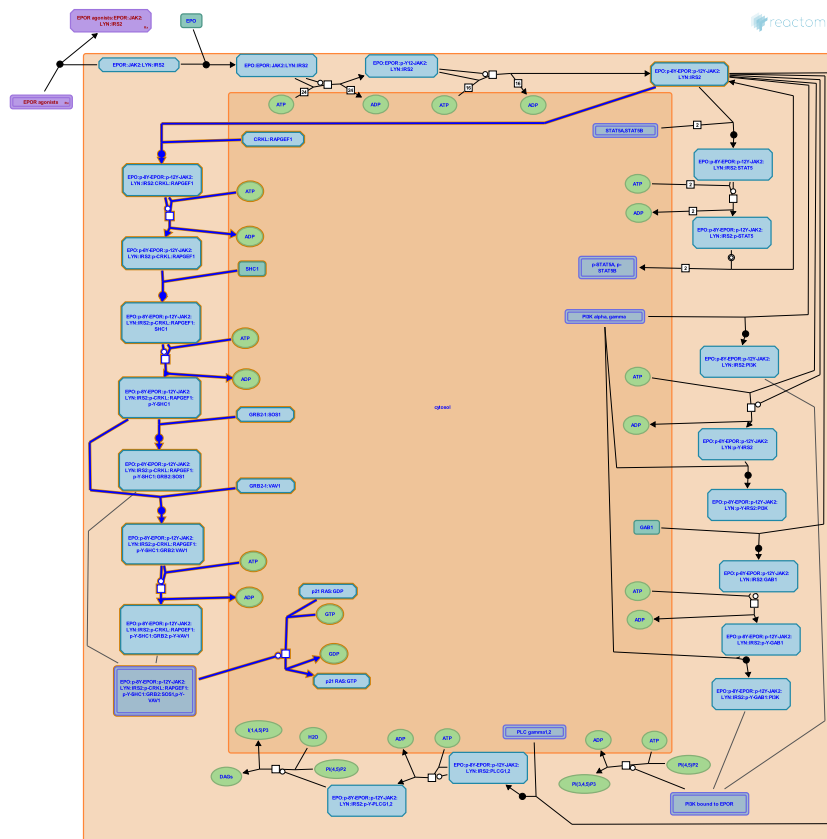 EPOR agonists:EPOR:JAK2:
LYN:IRS2
EPO
reactom
EPOR:JAK2:LYN:IRS2
EPO:EPOR:JAK2:LYN:IRS2
EPO:EPOR:p-Y12-JAK2:
LYN:IRS2
EPO:p-8Y-EPOR:p-12Y-JAK2:
LYN:IRS2
EPOR agonists
24
24
16
16
ATP
ADP
ATP
ADP
CRKL:RAPGEF1
STAT5A,STAT5B
2
EPO:p-8Y-EPOR:p-12Y-JAK2:
LYN:IRS2:CRKL:RAPGEF1
ATP
ADP
EPO:p-8Y-EPOR:p-12Y-JAK2:
LYN:IRS2:p-CRKL:RAPGEF1
SHC1
EPO:p-8Y-EPOR:p-12Y-JAK2:
LYN:IRS2:p-CRKL:RAPGEF1:
SHC1
ATP
ADP
EPO:p-8Y-EPOR:p-12Y-JAK2:
LYN:IRS2:p-CRKL:RAPGEF1:
p-Y-SHC1
GRB2-1:SOS1
EPO:p-8Y-EPOR:p-12Y-JAK2:
LYN:IRS2:p-CRKL:RAPGEF1:
p-Y-SHC1:GRB2:SOS1
GRB2-1:VAV1
EPO:p-8Y-EPOR:p-12Y-JAK2:
LYN:IRS2:p-CRKL:RAPGEF1:
p-Y-SHC1:GRB2:VAV1
ATP
ADP
EPO:p-8Y-EPOR:p-12Y-JAK2:
LYN:IRS2:p-CRKL:RAPGEF1:
p-Y-SHC1:GRB2:p-Y-VAV1
EPO:p-8Y-EPOR:p-12Y-JAK2:
LYN:IRS2:p-CRKL:RAPGEF1:
p-Y-SHC1:GRB2:SOS1,p-Y-
VAV1
p21 RAS:GDP
GTP
GDP
p21 RAS:GTP
cytosol
EPO:p-8Y-EPOR:p-12Y-JAK2:
LYN:IRS2:STAT5
ATP
2
ADP
2
EPO:p-8Y-EPOR:p-12Y-JAK2:
LYN:IRS2:p-STAT5
p-STAT5A, p-
STAT5B
2
PI3K alpha, gamma
EPO:p-8Y-EPOR:p-12Y-JAK2:
LYN:IRS2:PI3K
ATP
ADP
EPO:p-8Y-EPOR:p-12Y-JAK2:
LYN:p-Y-IRS2
EPO:p-8Y-EPOR:p-12Y-JAK2:
LYN:p-Y-IRS2:PI3K
GAB1
EPO:p-8Y-EPOR:p-12Y-JAK2:
LYN:IRS2:GAB1
ATP
ADP
EPO:p-8Y-EPOR:p-12Y-JAK2:
LYN:IRS2:p-Y-GAB1
EPO:p-8Y-EPOR:p-12Y-JAK2:
LYN:IRS2:p-Y-GAB1:PI3K
I(1,4,5)P3
H2O
DAGs
PI(4,5)P2
ADP
ATP
EPO:p-8Y-EPOR:p-12Y-JAK2:
LYN:IRS2:p-Y-PLCG1,2
EPO:p-8Y-EPOR:p-12Y-JAK2:
LYN:IRS2:PLCG1,2
PLC gamma1,2
ADP
ATP
PI(3,4,5)P3
PI(4,5)P2
PI3K bound to EPOR